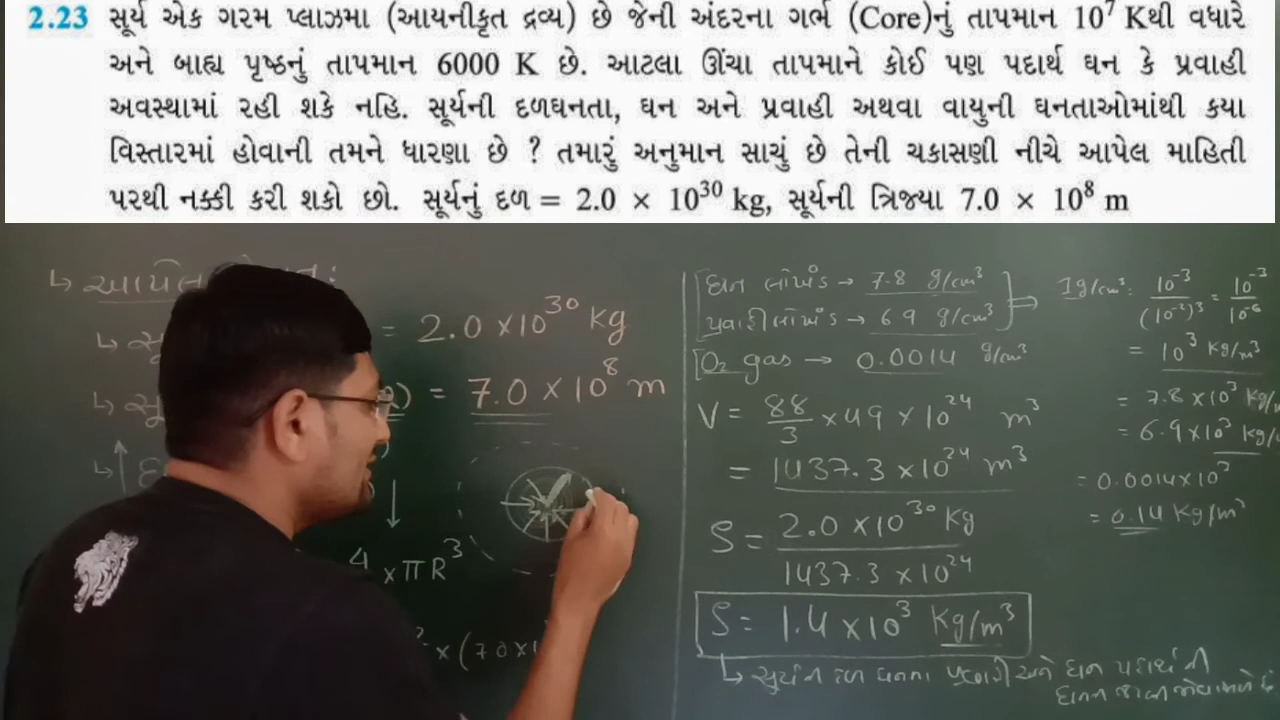 2.23 સૂર્ય એક ગરમ પ્લાઝમા (આયનીકૃત દ્રવ્ય) છે જેની અંદરના ગર્ભ (Core)નું તાપમાન 10⁷ Kથી વધારે
અને બાહ્ય પૃષ્ઠનું તાપમાન 6000 K છે. આટલા ઊંચા તાપમાને કોઈ પણ પદાર્થ ઘન કે પ્રવાહી
અવસ્થામાં રહી શકે નહિ. સૂર્યની દળઘનતા, ઘન અને પ્રવાહી અથવા વાયુની ઘનતાઓમાંથી કયા
વિસ્તારમાં હોવાની તમને ધારણા છે ? તમારું અનુમાન સાચું છે તેની ચકાસણી નીચે આપેલ માહિતી
પરથી નક્કી કરી શકો છો. સૂર્યનું દળ = 2.0 × 10³⁰ kg, સૂર્યની ત્રિજ્યા 7.0 × 10⁸ m
= 2.0 ×10³⁰ kg
= 7.0 ×10⁸ m
4 ×πR³
×(7.0×1
ઘન લોખંડ → 7.8 g/cm³
પ્રવાહી લોખંડ → 6.9 g/cm³
O₂ gas → 0.0014 g/cm³
V = 88/3 ×49 ×10²⁴ m³
= 1437.3 ×10²⁴ m³
S = 2.0 ×10³⁰ kg / 1437.3 ×10²⁴
S = 1.4 ×10³ Kg/m³
1g/cm³ : 10⁻³/(10⁻²)³ = 10⁻³/10⁻⁶
= 10³ Kg/m³
= 7.8 ×10³ Kg/
= 6.9 ×10³ Kg/
= 0.0014 ×10³
= 0.14 Kg/m³